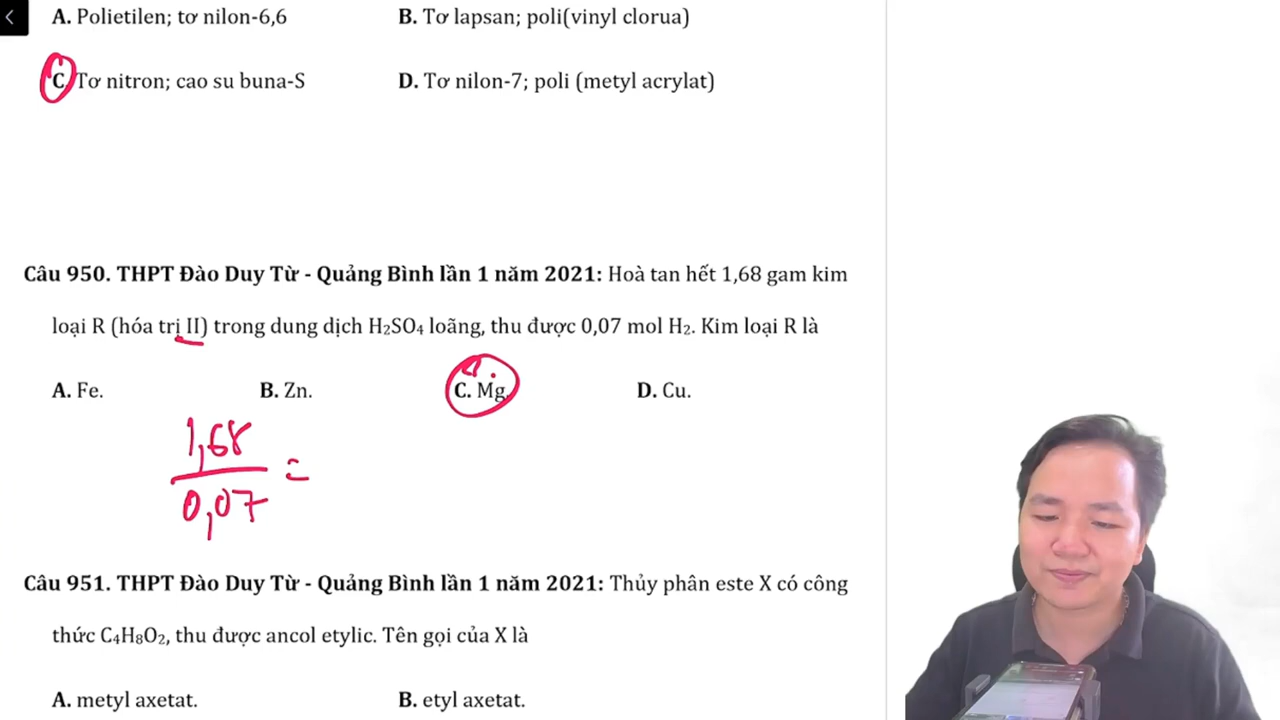 A. Polietilen; tơ nilon-6,6 B. Tơ lapsan; poli(vinyl clorua)
C. Tơ nitron; cao su buna-S D. Tơ nilon-7; poli (metyl acrylat)
Câu 950. THPT Đào Duy Từ - Quảng Bình lần 1 năm 2021: Hoà tan hết 1,68 gam kim
loại R (hóa trị II) trong dung dịch H₂SO₄ loãng, thu được 0,07 mol H₂. Kim loại R là
A. Fe. B. Zn. C. Mg. D. Cu.
1,68
0,07 =
Câu 951. THPT Đào Duy Từ - Quảng Bình lần 1 năm 2021: Thủy phân este X có công
thức C₄H₈O₂, thu được ancol etylic. Tên gọi của X là
A. metyl axetat. B. etyl axetat.